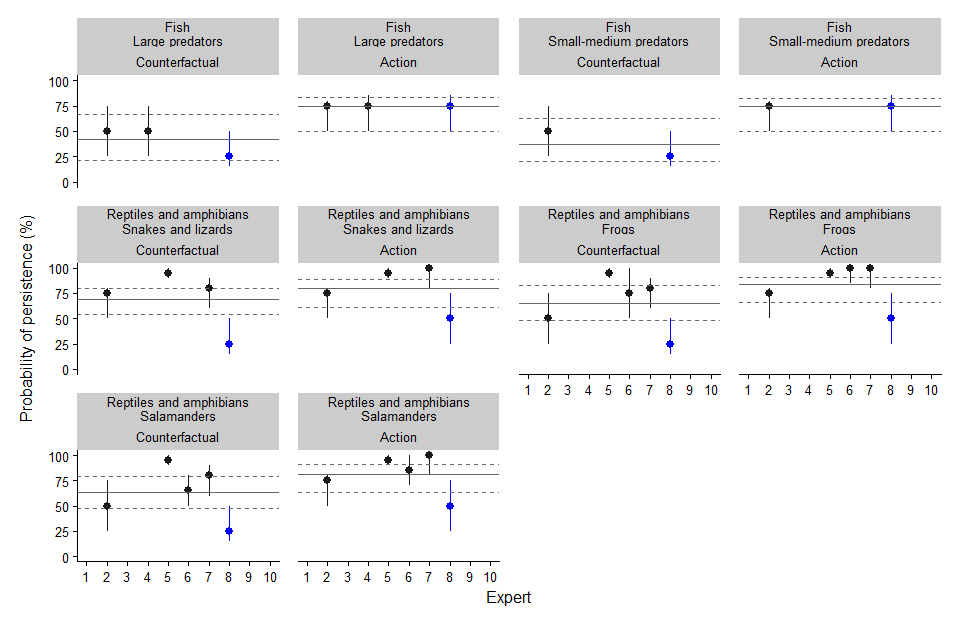 Fish
Large predators
Counterfactual
Fish
Large predators
Action
Fish
Small-medium predators
Counterfactual
Fish
Small-medium predators
Action
100
75
50
25
0
Reptiles and amphibians
Snakes and lizards
Counterfactual
Reptiles and amphibians
Snakes and lizards
Action
Reptiles and amphibians
Frogs
Counterfactual
Reptiles and amphibians
Frogs
Action
100
75
50
25
0
1 2 3 4 5 6 7 8 9 10
1 2 3 4 5 6 7 8 9 10
Reptiles and amphibians
Salamanders
Counterfactual
Reptiles and amphibians
Salamanders
Action
100
75
50
25
0
1 2 3 4 5 6 7 8 9 10
1 2 3 4 5 6 7 8 9 10
Probability of persistence (%)
Expert